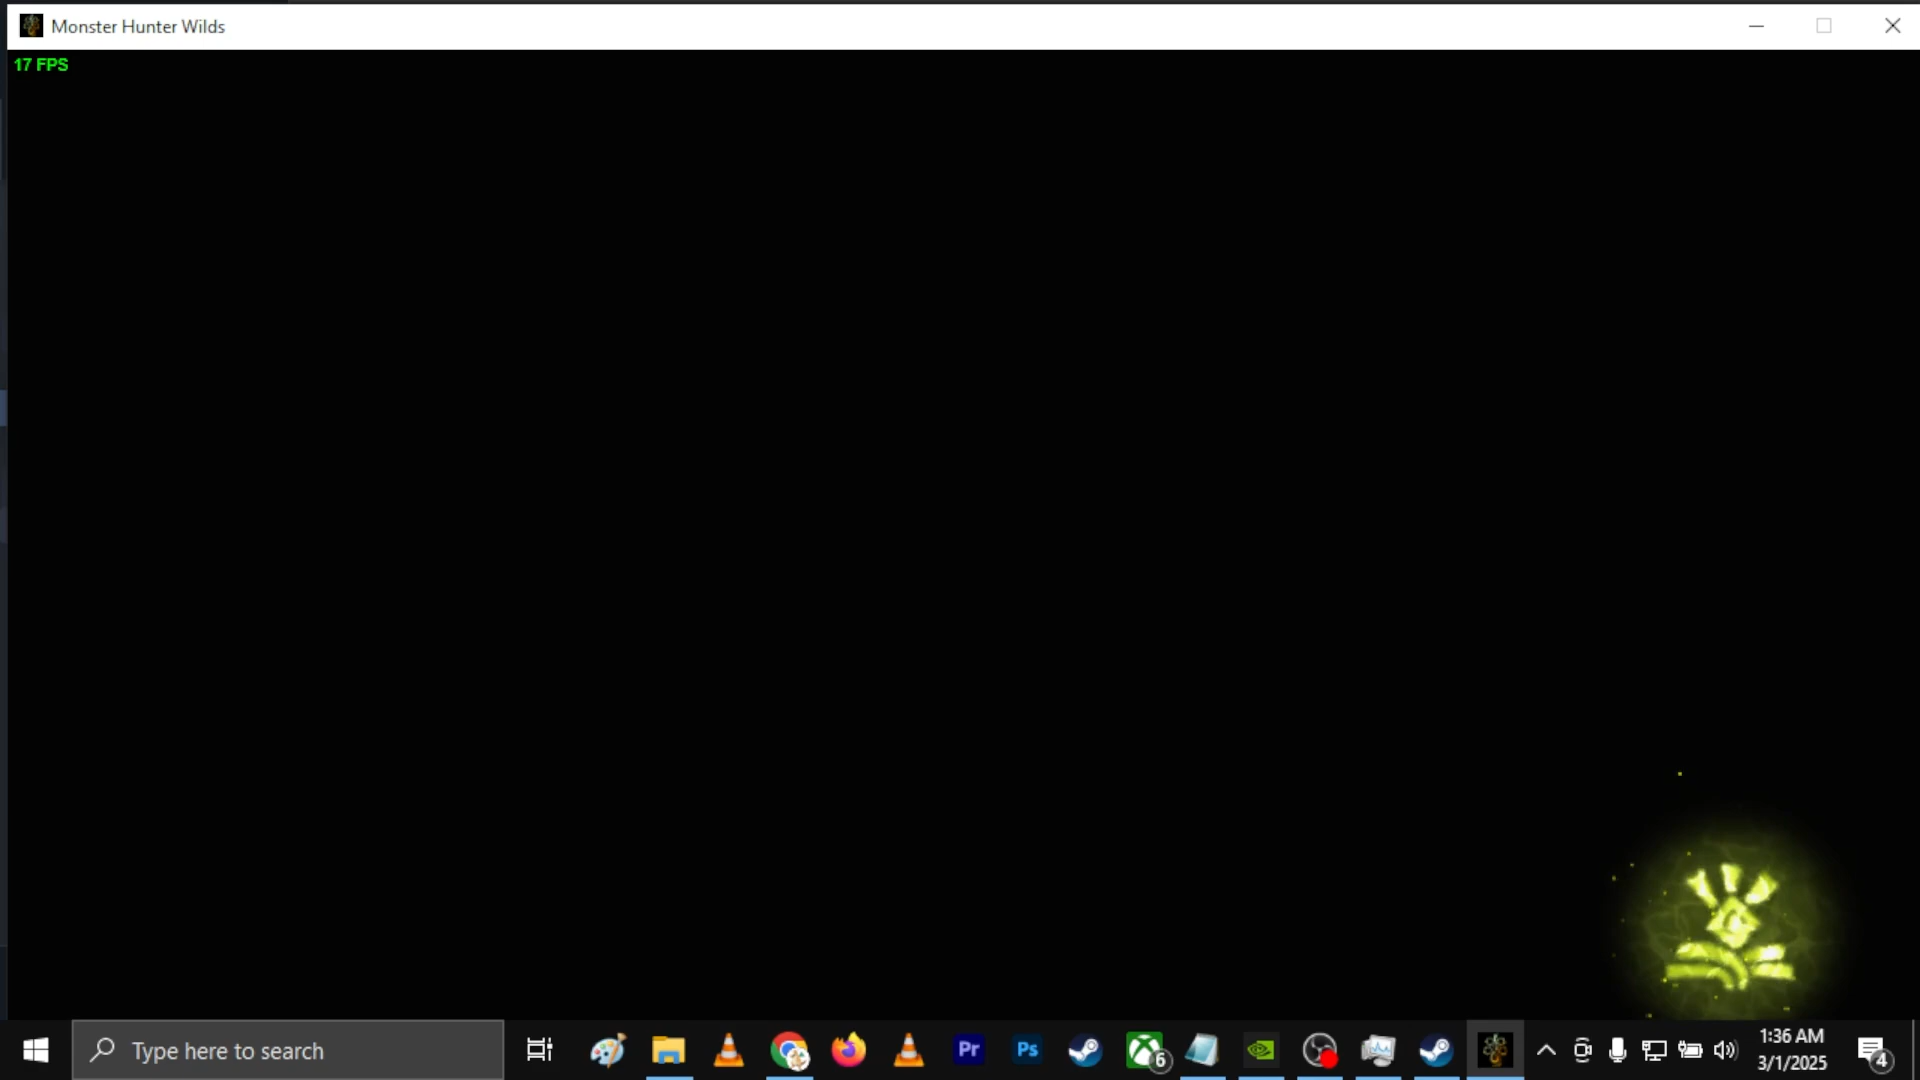 Monster Hunter Wilds
17 FPS
Type here to search
Pr
Ps
6
1:36 AM
3/1/2025
4